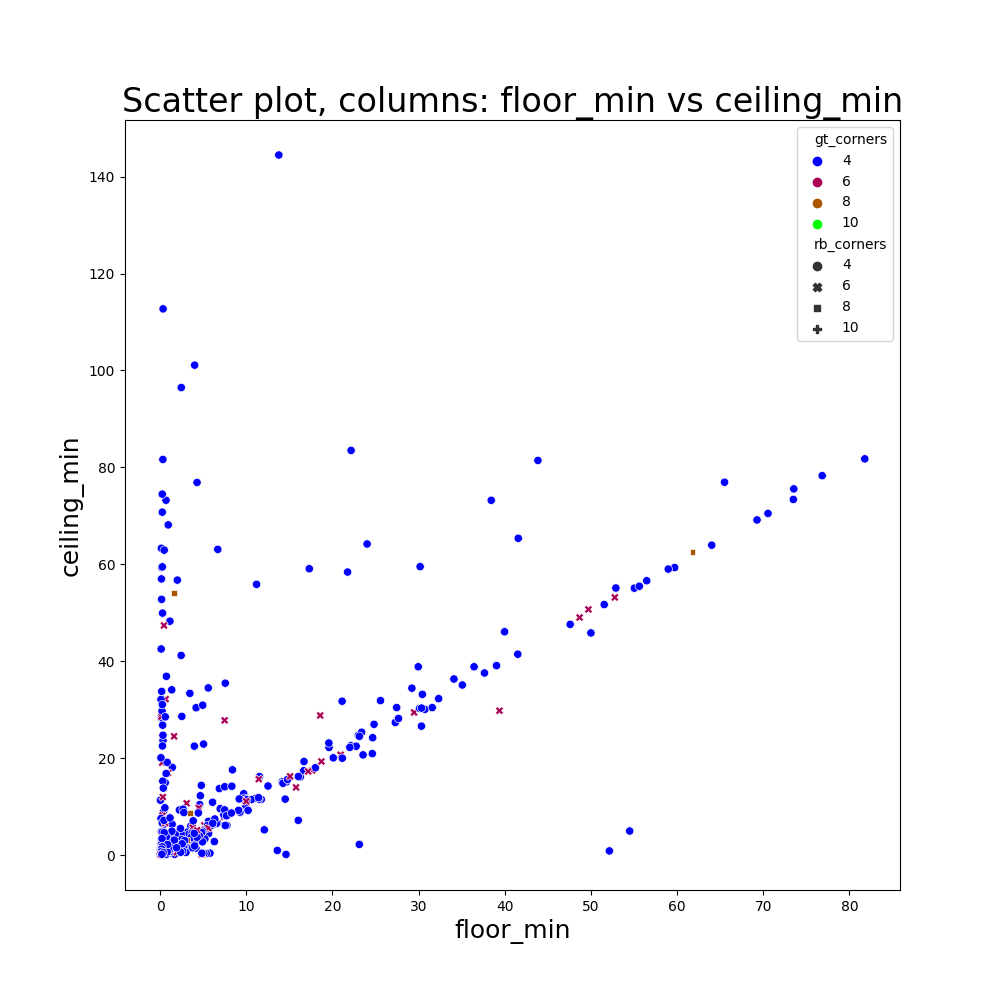 Scatter plot, columns: floor_min vs ceiling_min
gt_corners
4
6
8
10
rb_corners
4
6
8
10
140
120
100
80
60
40
20
0
ceiling_min
0 10 20 30 40 50 60 70 80
floor_min